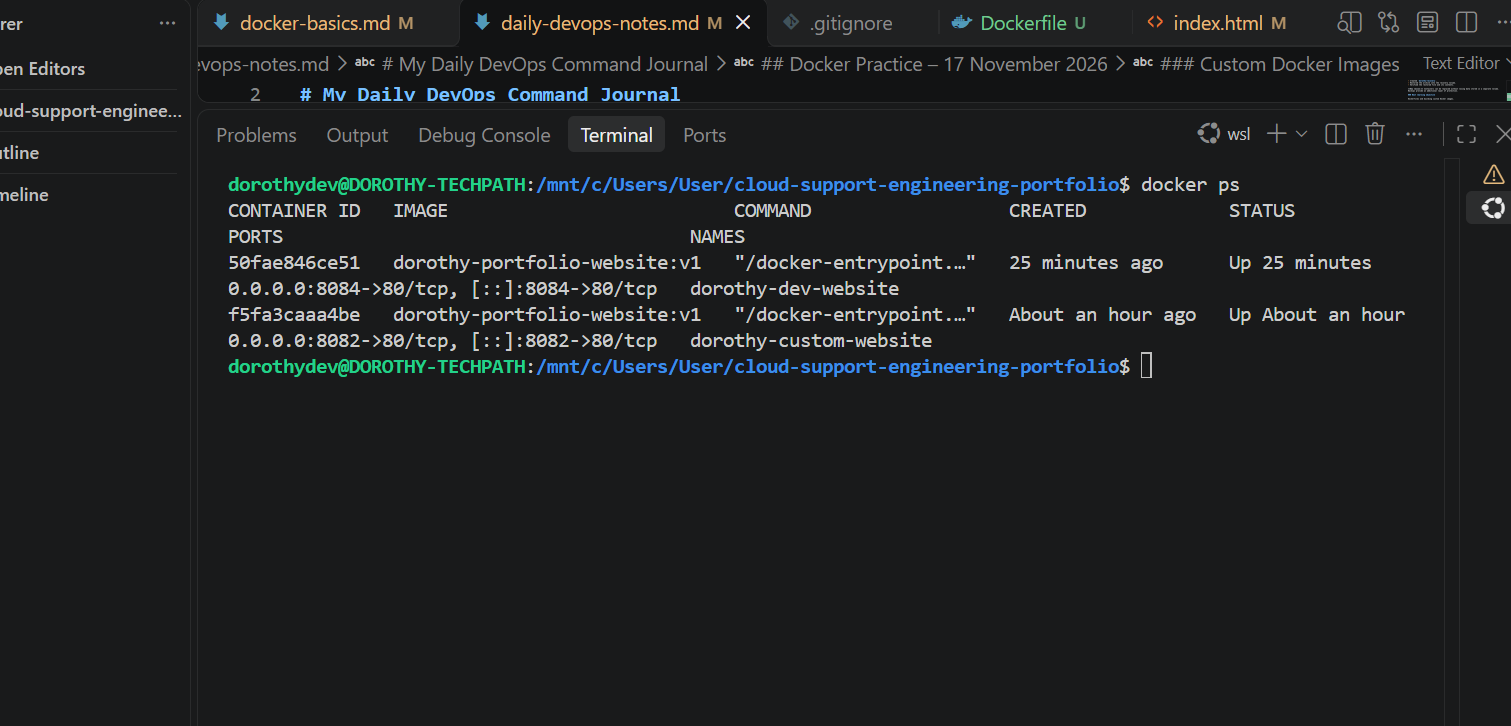 rer ···
docker-basics.md M daily-devops-notes.md M .gitignore Dockerfile U index.html M
pen Editors
oud-support-enginee...
utline
meline
evops-notes.md > abc # My Daily DevOps Command Journal > abc ## Docker Practice – 17 November 2026 > abc ### Custom Docker Images Text Editor
2 # My Daily DevOps Command Journal
Problems Output Debug Console Terminal Ports wsl
dorothydev@DOROTHY-TECHPATH:/mnt/c/Users/User/cloud-support-engineering-portfolio$ docker ps
CONTAINER ID IMAGE COMMAND CREATED STATUS
PORTS NAMES
50fae846ce51 dorothy-portfolio-website:v1 "/docker-entrypoint.…" 25 minutes ago Up 25 minutes
0.0.0.0:8084->80/tcp, [::]:8084->80/tcp dorothy-dev-website
f5fa3caaa4be dorothy-portfolio-website:v1 "/docker-entrypoint.…" About an hour ago Up About an hour
0.0.0.0:8082->80/tcp, [::]:8082->80/tcp dorothy-custom-website
dorothydev@DOROTHY-TECHPATH:/mnt/c/Users/User/cloud-support-engineering-portfolio$